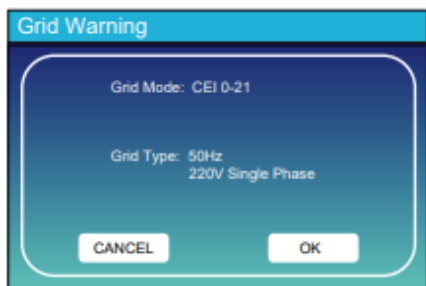 Grid Warning
Grid Mode: CEI 0-21
Grid Type: 50Hz
220V Single Phase
CANCEL OK